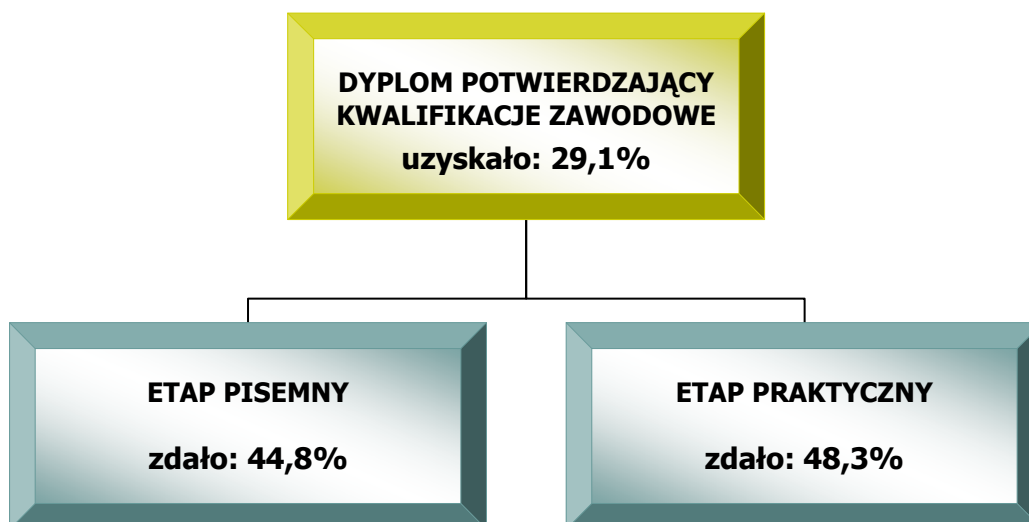 DYPLOM POTWIERDZAJĄCY
KWALIFIKACJE ZAWODOWE
uzyskało: 29,1%
ETAP PISEMNY
zdało: 44,8%
ETAP PRAKTYCZNY
zdało: 48,3%